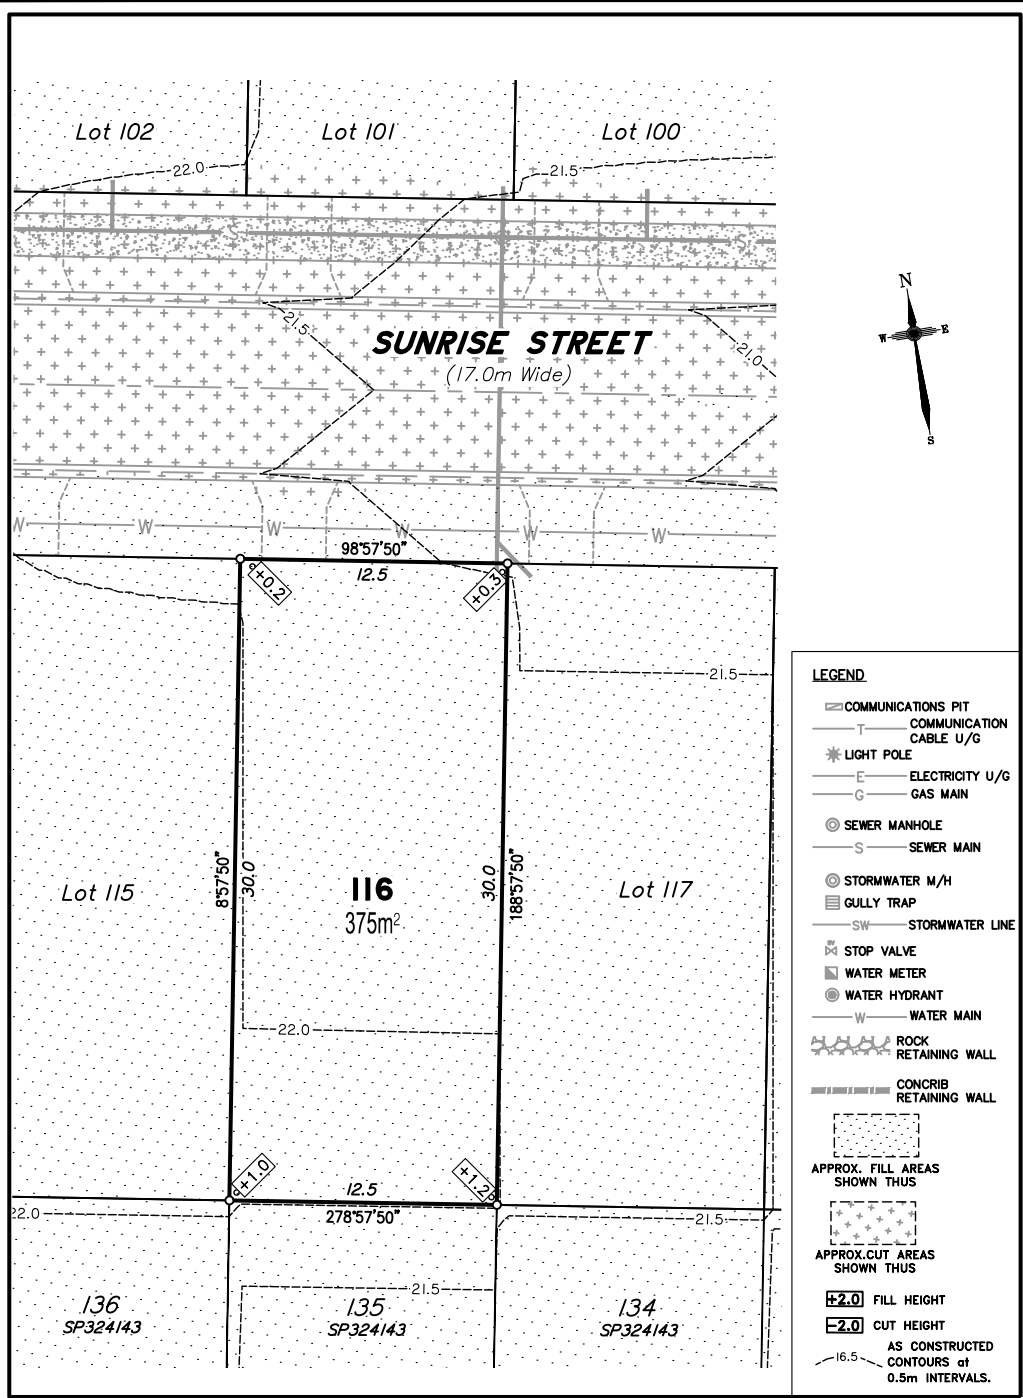 Lot 102
Lot 101
Lot 100
22.0
21.5
S
S
N
W
E
S
21.5
SUNRISE STREET
(17.0m Wide)
21.0
W
W
W
W
W
W
98°57'50"
12.5
+0.2
+0.3
21.5
8°57'50"
30.0
30.0
188°57'50"
Lot 115
116
375m²
Lot 117
22.0
+1.0
+1.2
12.5
278°57'50"
22.0
21.5
21.5
136
SP324143
135
SP324143
134
SP324143
LEGEND
COMMUNICATIONS PIT
T
COMMUNICATION
CABLE U/G
LIGHT POLE
E
ELECTRICITY U/G
G
GAS MAIN
SEWER MANHOLE
S
SEWER MAIN
STORMWATER M/H
GULLY TRAP
SW
STORMWATER LINE
SV
STOP VALVE
WATER METER
WATER HYDRANT
W
WATER MAIN
ROCK
RETAINING WALL
CONCRIB
RETAINING WALL
APPROX. FILL AREAS
SHOWN THUS
APPROX.CUT AREAS
SHOWN THUS
+2.0 FILL HEIGHT
-2.0 CUT HEIGHT
16.5
AS CONSTRUCTED
CONTOURS at
0.5m INTERVALS.